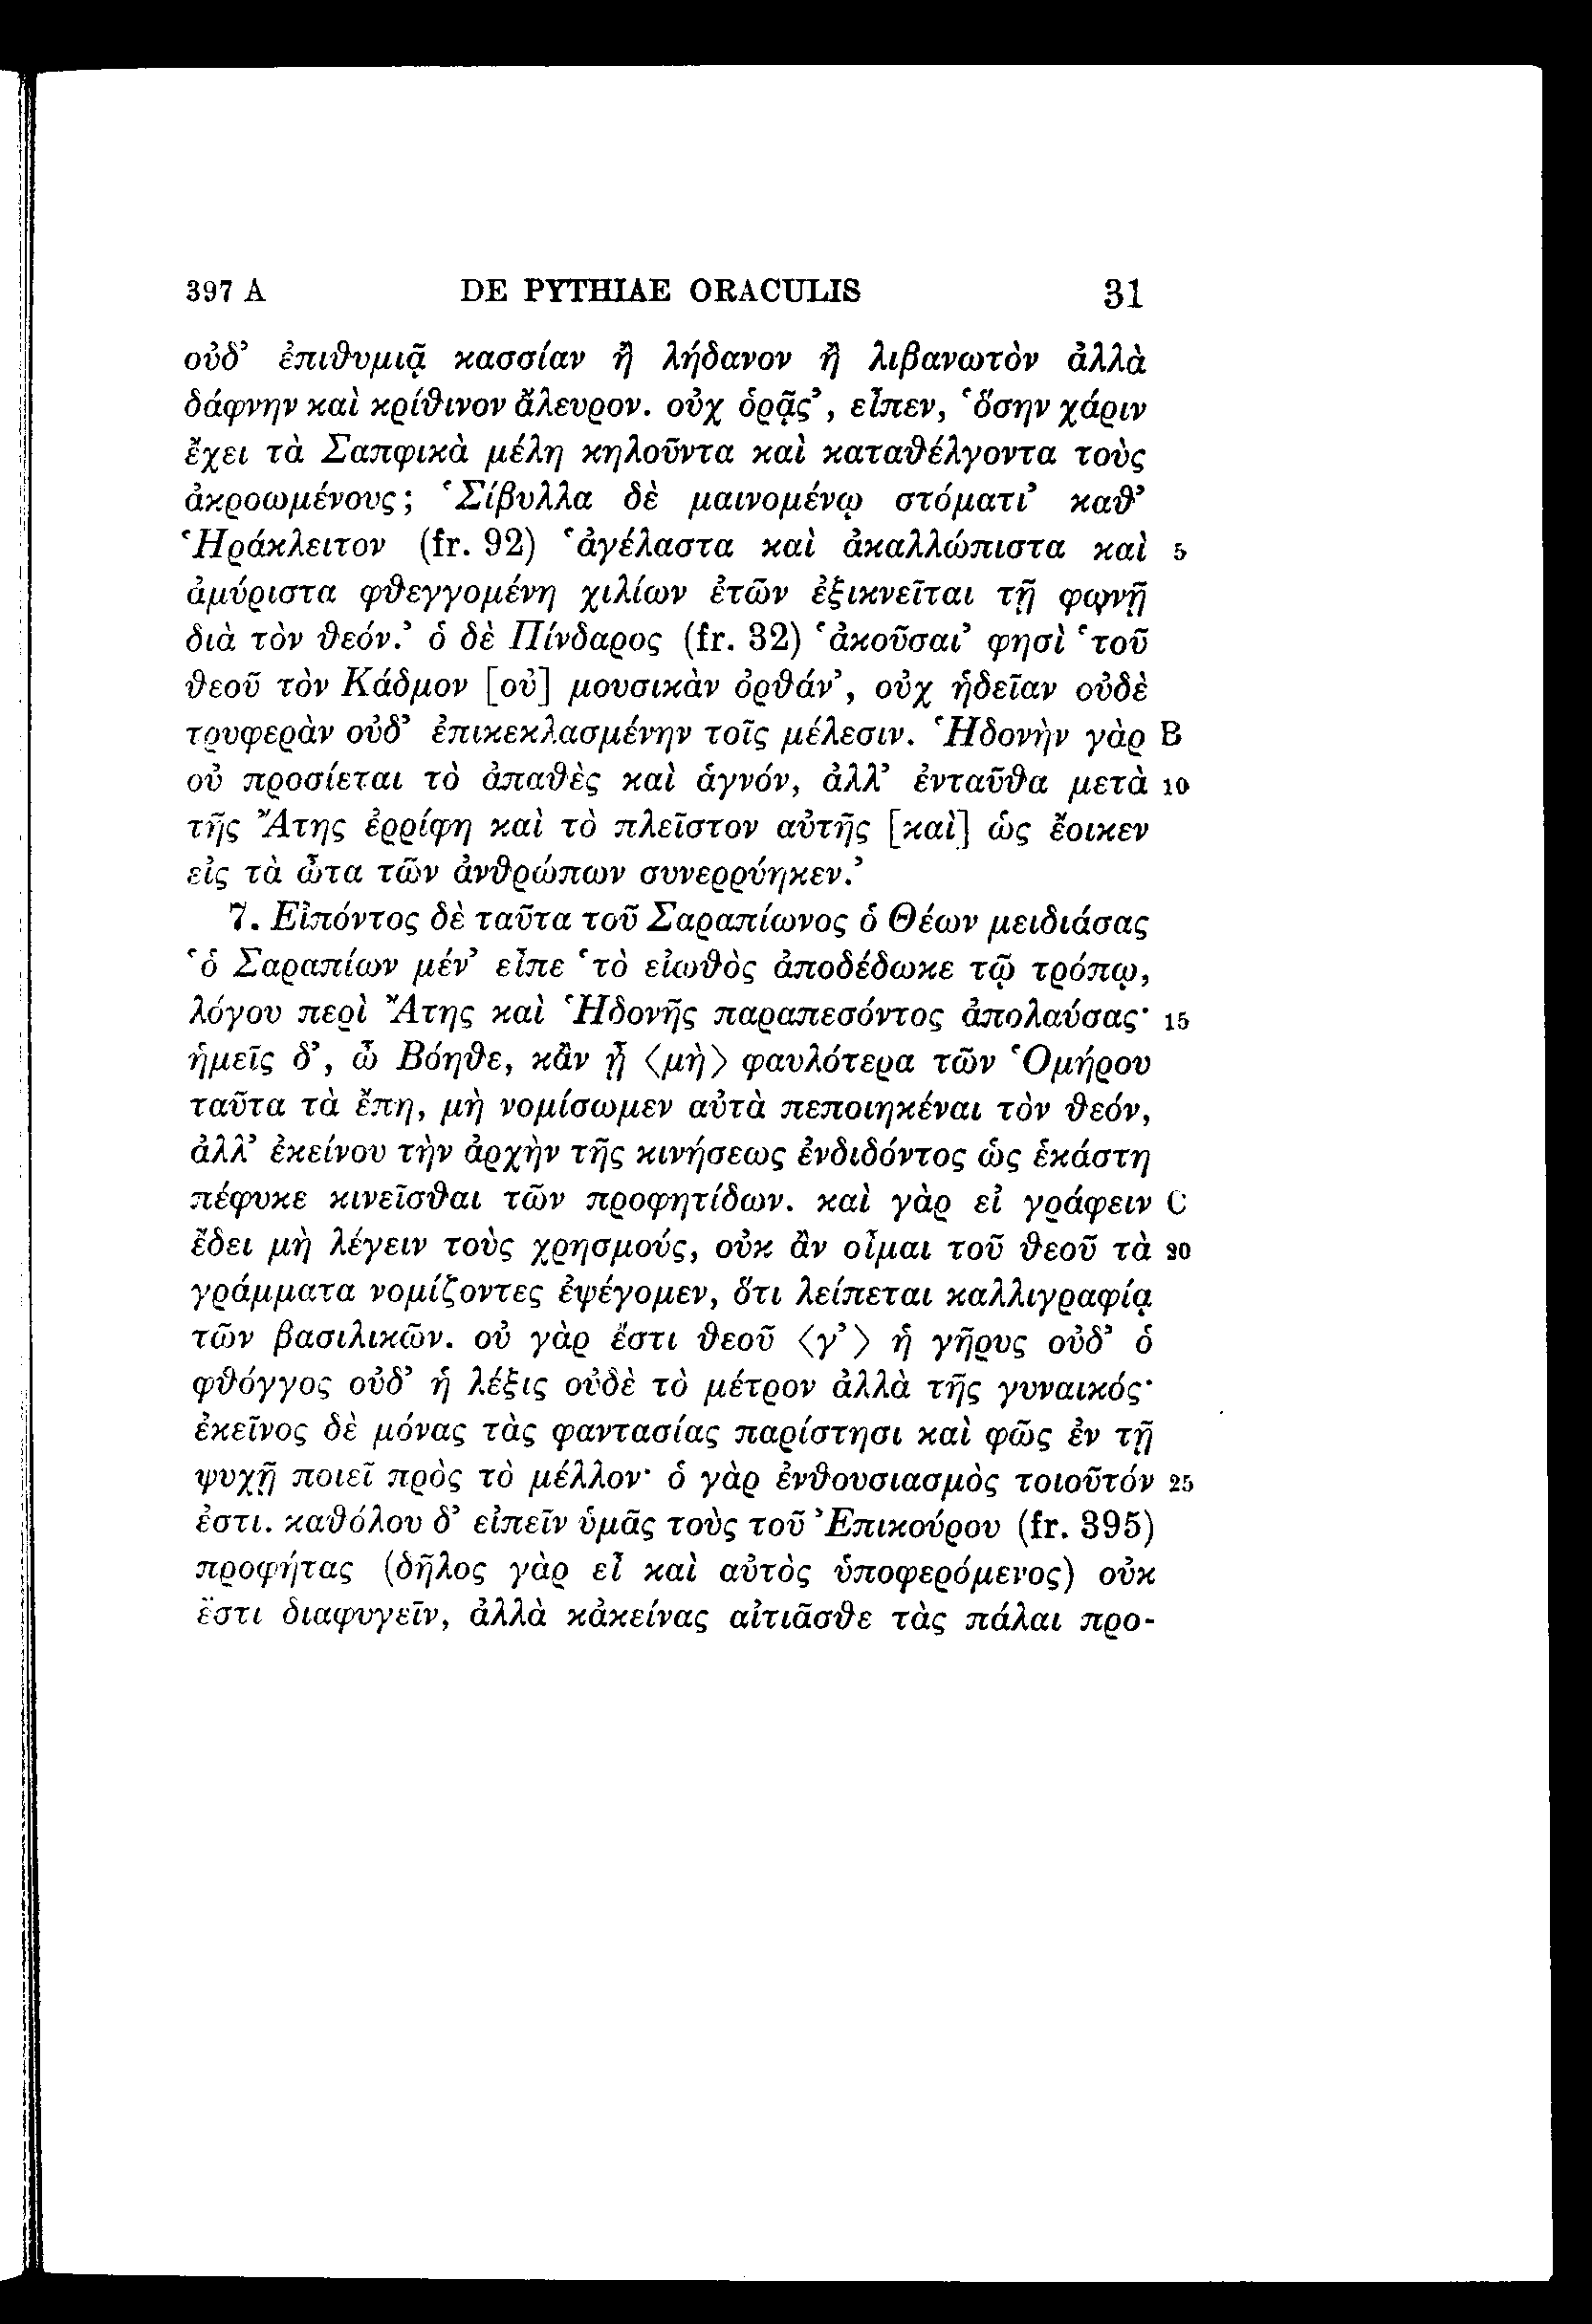 397 A DE PYTHIAE ORACULIS 31
οὐδ’ ἐπιθυμιᾷ κασσίαν ἢ λήδανον ἢ λιβανωτὸν ἀλλὰ
δάφνην καὶ κρίθινον ἄλευρον. οὐχ ὁρᾷς’, εἶπεν, ‘ὅσην χάριν
ἔχει τὰ Σαπφικὰ μέλη κηλοῦντα καὶ καταθέλγοντα τοὺς
ἀκροωμένους; ‘Σίβυλλα δὲ μαινομένῳ στόματι’ καθ’
Ἡράκλειτον (fr. 92) ‘ἀγέλαστα καὶ ἀκαλλώπιστα καὶ 5
ἀμύριστα φθεγγομένη χιλίων ἐτῶν ἐξικνεῖται τῇ φωνῇ
διὰ τὸν θεόν.’ ὁ δὲ Πίνδαρος (fr. 32) ‘ἀκοῦσαι’ φησὶ ‘τοῦ
θεοῦ τὸν Κάδμον [οὐ] μουσικὰν ὀρθάν’, οὐχ ἡδεῖαν οὐδὲ
τρυφερὰν οὐδ’ ἐπικεκλασμένην τοῖς μέλεσιν. Ἡδονὴν γὰρ B
οὐ προσίεται τὸ ἀπαθὲς καὶ ἁγνόν, ἀλλ’ ἐνταῦθα μετὰ 10
τῆς Ἄτης ἐρρίφη καὶ τὸ πλεῖστον αὐτῆς [καὶ] ὡς ἔοικεν
εἰς τὰ ὦτα τῶν ἀνθρώπων συνερρύηκεν.’
7. Εἰπόντος δὲ ταῦτα τοῦ Σαραπίωνος ὁ Θέων μειδιάσας
‘ὁ Σαραπίων μέν’ εἶπε ‘τὸ εἰωθὸς ἀποδέδωκε τῷ τρόπῳ,
λόγου περὶ Ἄτης καὶ Ἡδονῆς παραπεσόντος ἀπολαύσας· 15
ἡμεῖς δ’, ὦ Βόηθε, κἂν ᾖ ⟨μὴ⟩ φαυλότερα τῶν Ὁμήρου
ταῦτα τὰ ἔπη, μὴ νομίσωμεν αὐτὰ πεποιηκέναι τὸν θεόν,
ἀλλ’ ἐκείνου τὴν ἀρχὴν τῆς κινήσεως ἐνδιδόντος ὡς ἑκάστη
πέφυκε κινεῖσθαι τῶν προφητίδων. καὶ γὰρ εἰ γράφειν C
ἔδει μὴ λέγειν τοὺς χρησμούς, οὐκ ἂν οἶμαι τοῦ θεοῦ τὰ 20
γράμματα νομίζοντες ἐψέγομεν, ὅτι λείπεται καλλιγραφίᾳ
τῶν βασιλικῶν. οὐ γὰρ ἔστι θεοῦ ⟨γ’⟩ ἡ γῆρυς οὐδ’ ὁ
φθόγγος οὐδ’ ἡ λέξις οὐδὲ τὸ μέτρον ἀλλὰ τῆς γυναικός·
ἐκεῖνος δὲ μόνας τὰς φαντασίας παρίστησι καὶ φῶς ἐν τῇ
ψυχῇ ποιεῖ πρὸς τὸ μέλλον· ὁ γὰρ ἐνθουσιασμὸς τοιοῦτόν 25
ἐστι. καθόλου δ’ εἰπεῖν ὑμᾶς τοὺς τοῦ Ἐπικούρου (fr. 395)
προφήτας (δῆλος γὰρ εἶ καὶ αὐτὸς ὑποφερόμενος) οὐκ
ἔστι διαφυγεῖν, ἀλλὰ κἀκείνας αἰτιᾶσθε τὰς πάλαι προ-